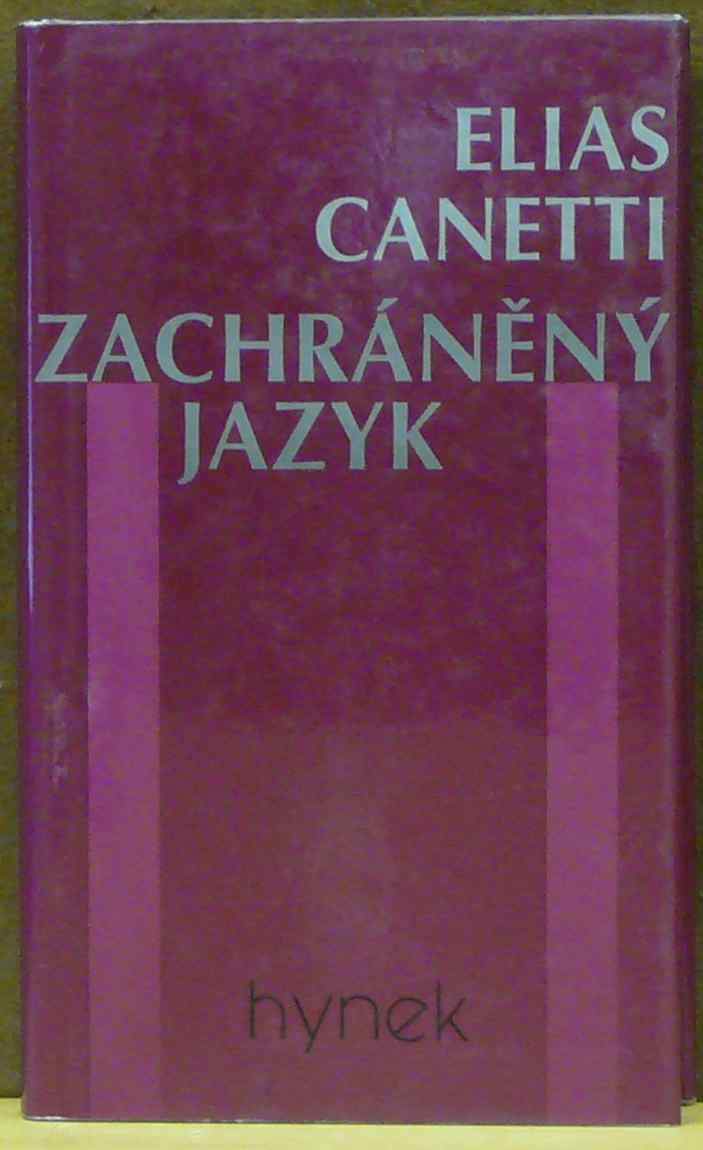 ELIAS
CANETTI
ZACHRÁNĚNÝ
JAZYK
hynek